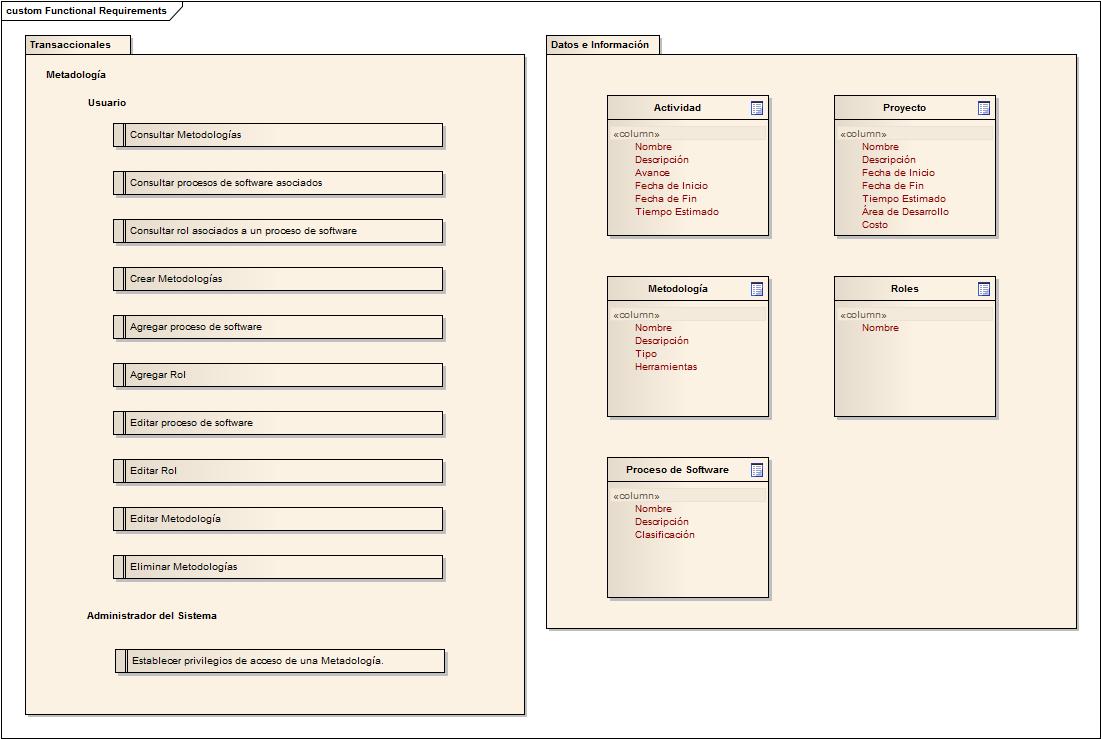 custom Functional Requirements
Transaccionales
Metadología
Usuario
Consultar Metodologías
Consultar procesos de software asociados
Consultar rol asociados a un proceso de software
Crear Metodologías
Agregar proceso de software
Agregar Rol
Editar proceso de software
Editar Rol
Editar Metodología
Eliminar Metodologías
Administrador del Sistema
Establecer privilegios de acceso de una Metadología.
Datos e Información
Actividad
«column»
Nombre
Descripción
Avance
Fecha de Inicio
Fecha de Fin
Tiempo Estimado
Proyecto
«column»
Nombre
Descripción
Fecha de Inicio
Fecha de Fin
Tiempo Estimado
Área de Desarrollo
Costo
Metodología
«column»
Nombre
Descripción
Tipo
Herramientas
Roles
«column»
Nombre
Proceso de Software
«column»
Nombre
Descripción
Clasificación